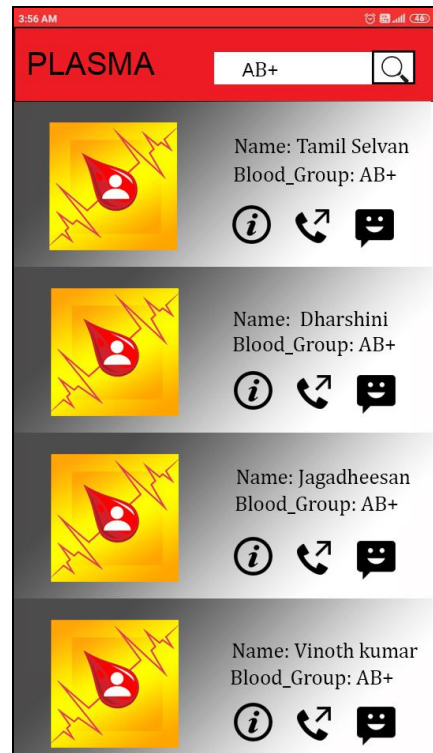 3:56 AM 46
PLASMA
AB+
Name: Tamil Selvan
Blood_Group: AB+
Name: Dharshini
Blood_Group: AB+
Name: Jagadheesan
Blood_Group: AB+
Name: Vinoth kumar
Blood_Group: AB+